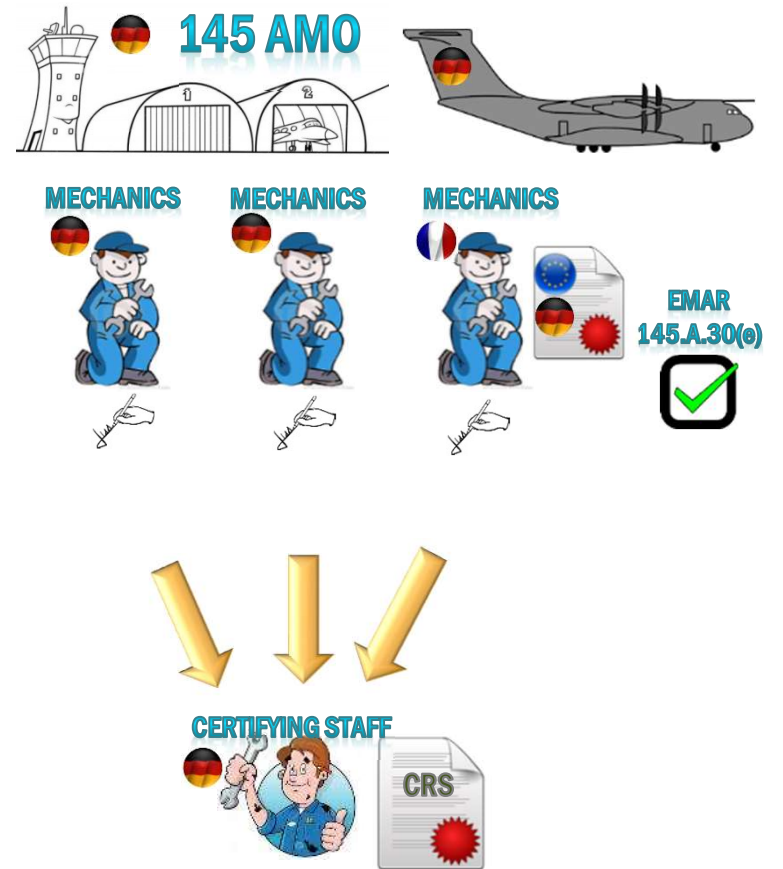 145 AMO
1
2
MECHANICS
MECHANICS
MECHANICS
EMAR
145.A.30(e)
CERTIFYING STAFF
CRS